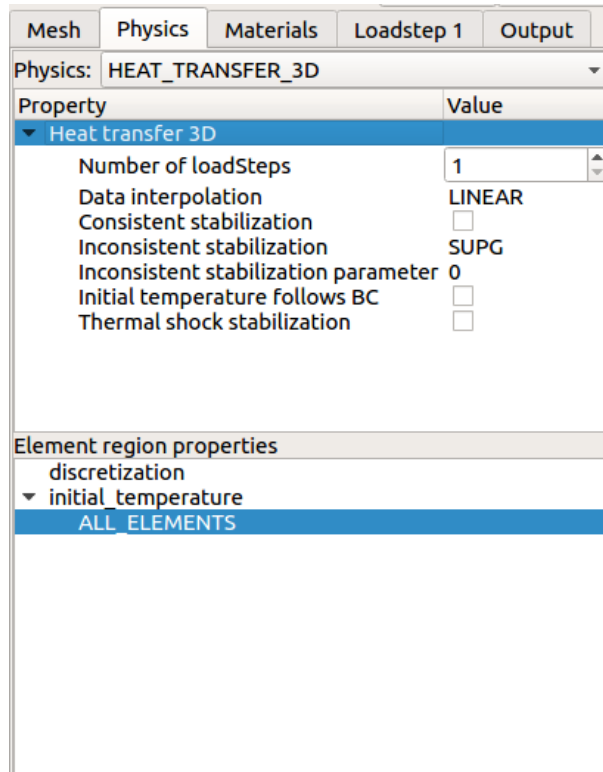 Mesh Physics Materials Loadstep 1 Output
Physics: HEAT_TRANSFER_3D
Property Value
Heat transfer 3D
Number of loadSteps 1
Data interpolation LINEAR
Consistent stabilization
Inconsistent stabilization SUPG
Inconsistent stabilization parameter 0
Initial temperature follows BC
Thermal shock stabilization
Element region properties
discretization
initial_temperature
ALL_ELEMENTS